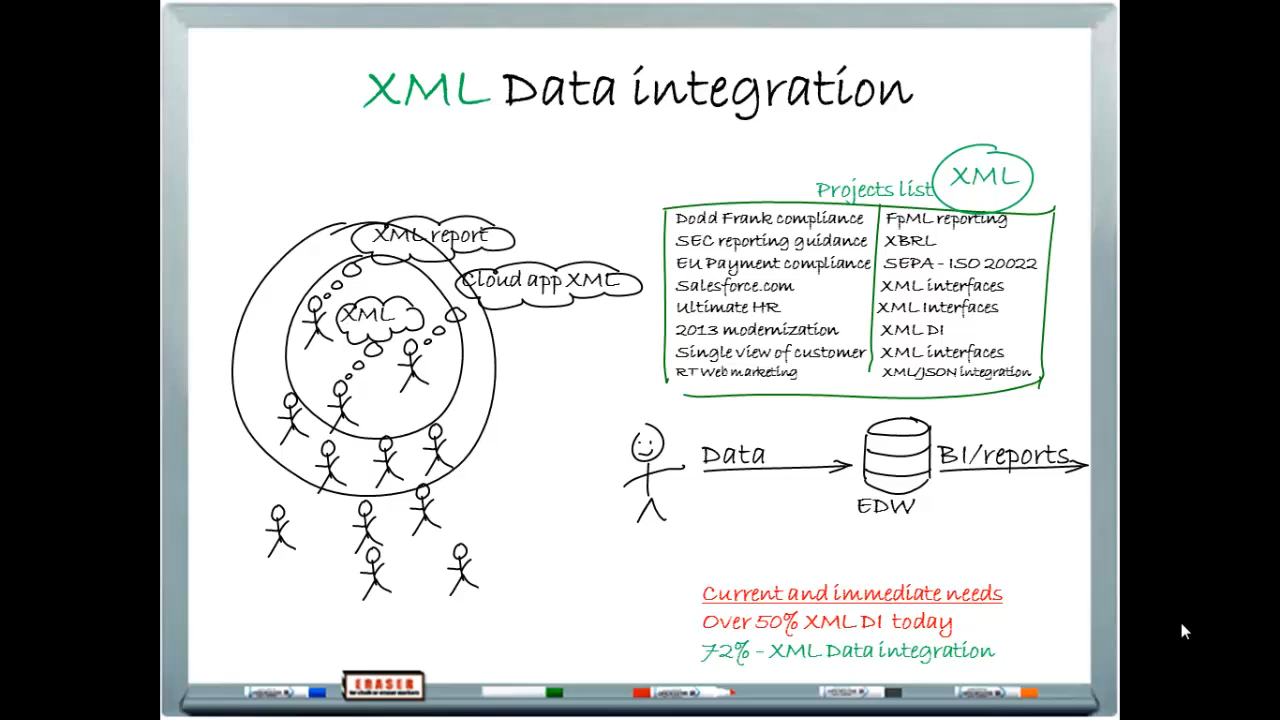 XML Data integration
Projects list XML
Dodd Frank compliance FpML reporting
SEC reporting guidance XBRL
EU Payment compliance SEPA - ISO 20022
Salesforce.com XML interfaces
Ultimate HR XML Interfaces
2013 modernization XML DI
Single view of customer XML interfaces
RT Web marketing XML/JSON integration
XML report
Cloud app XML
XML
Data
BI/reports
EDW
Current and immediate needs
Over 50% XML DI today
72% - XML Data integration
ERASER